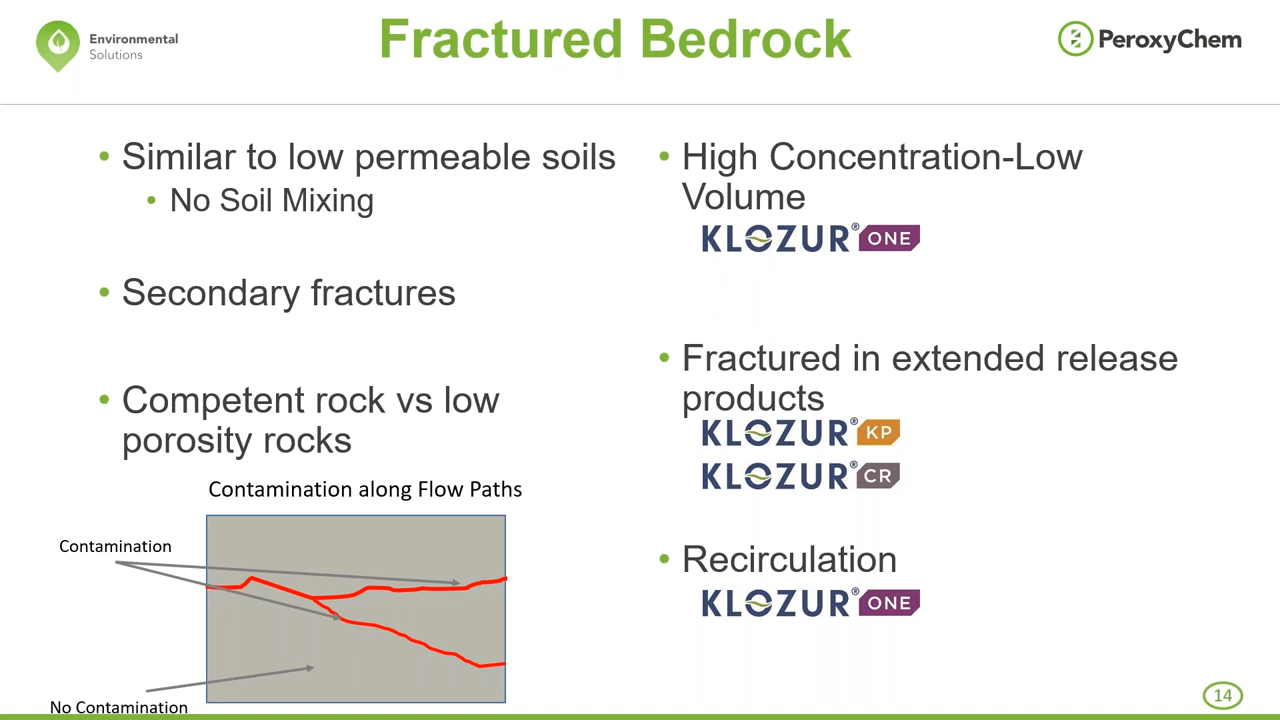 Environmental
Solutions
Fractured Bedrock
PeroxyChem
• Similar to low permeable soils
• No Soil Mixing
• Secondary fractures
• Competent rock vs low
porosity rocks
Contamination along Flow Paths
Contamination
No Contamination
• High Concentration-Low
Volume
KLOZUR® ONE
• Fractured in extended release
products
KLOZUR® KP
KLOZUR® CR
• Recirculation
KLOZUR® ONE
14